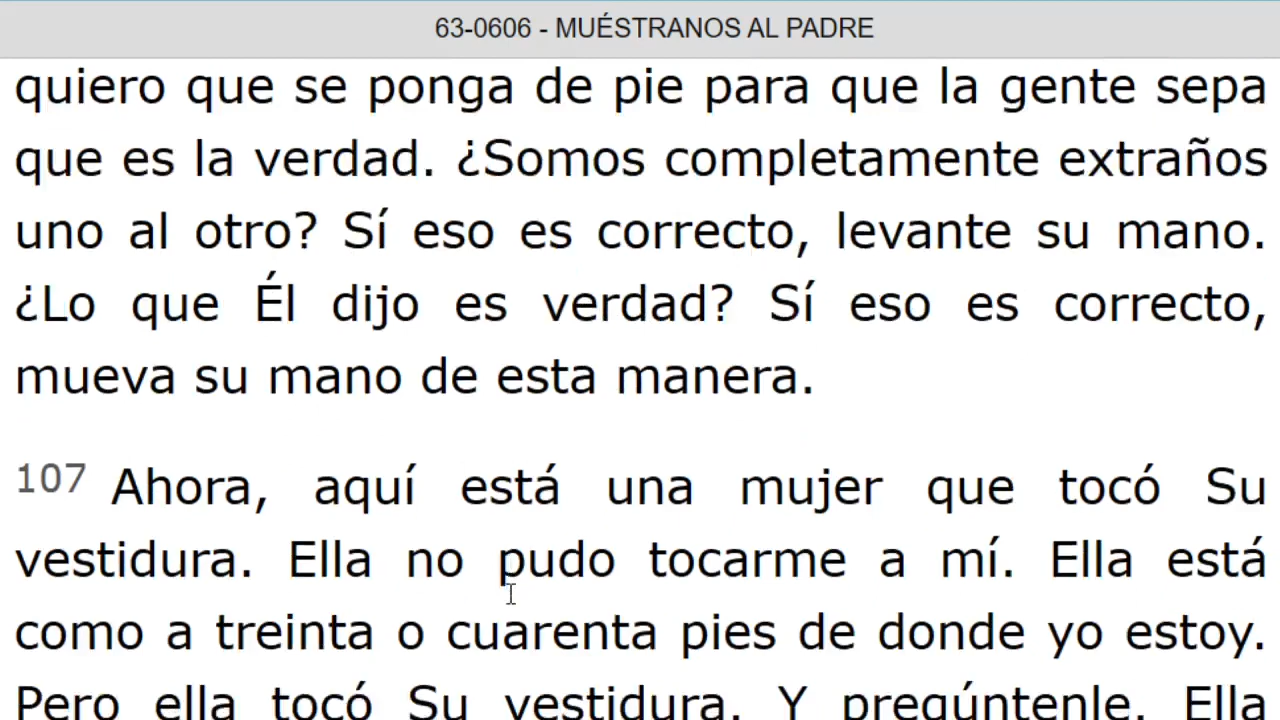 63-0606 - MUÉSTRANOS AL PADRE
quiero que se ponga de pie para que la gente sepa
que es la verdad. ¿Somos completamente extraños
uno al otro? Sí eso es correcto, levante su mano.
¿Lo que Él dijo es verdad? Sí eso es correcto,
mueva su mano de esta manera.
107 Ahora, aquí está una mujer que tocó Su
vestidura. Ella no pudo tocarme a mí. Ella está
como a treinta o cuarenta pies de donde yo estoy.
Pero ella tocó Su vestidura. Y pregúntenle. Ella